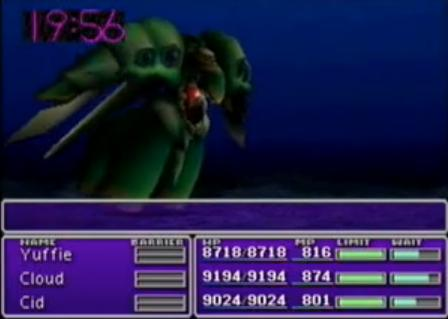 19:56
NAME BARRIER HP MP LIMIT WAIT
Yuffie 8718/8718 816
Cloud 9194/9194 874
Cid 9024/9024 801